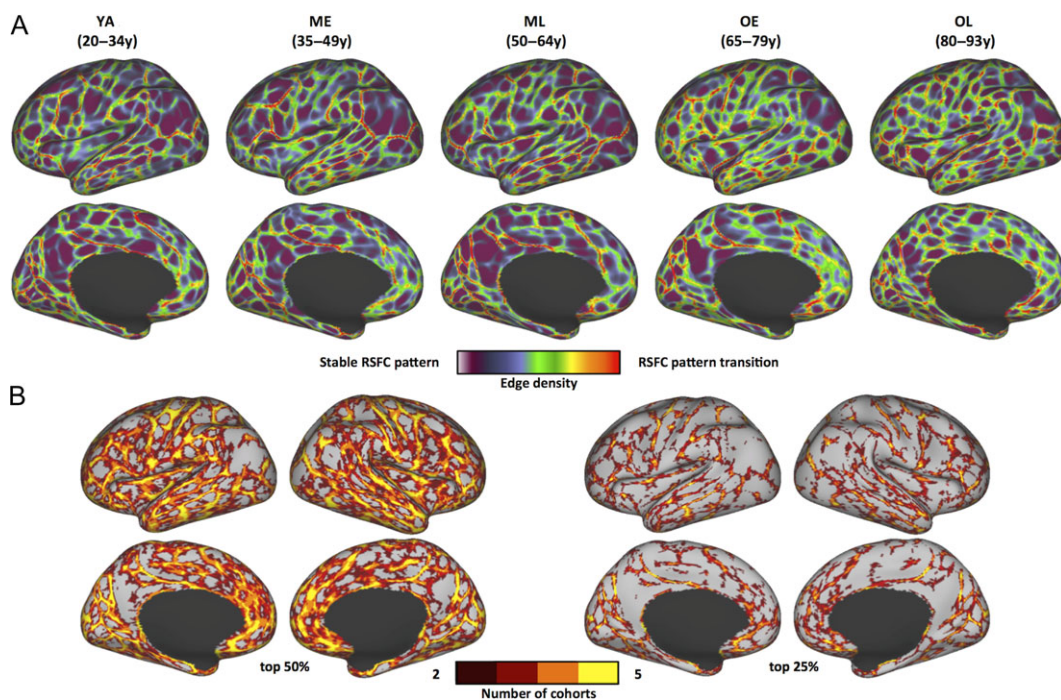 A
YA ME ML OE OL
(20–34y) (35–49y) (50–64y) (65–79y) (80–93y)
Stable RSFC pattern RSFC pattern transition
Edge density
B
top 50% 2 5 top 25%
Number of cohorts